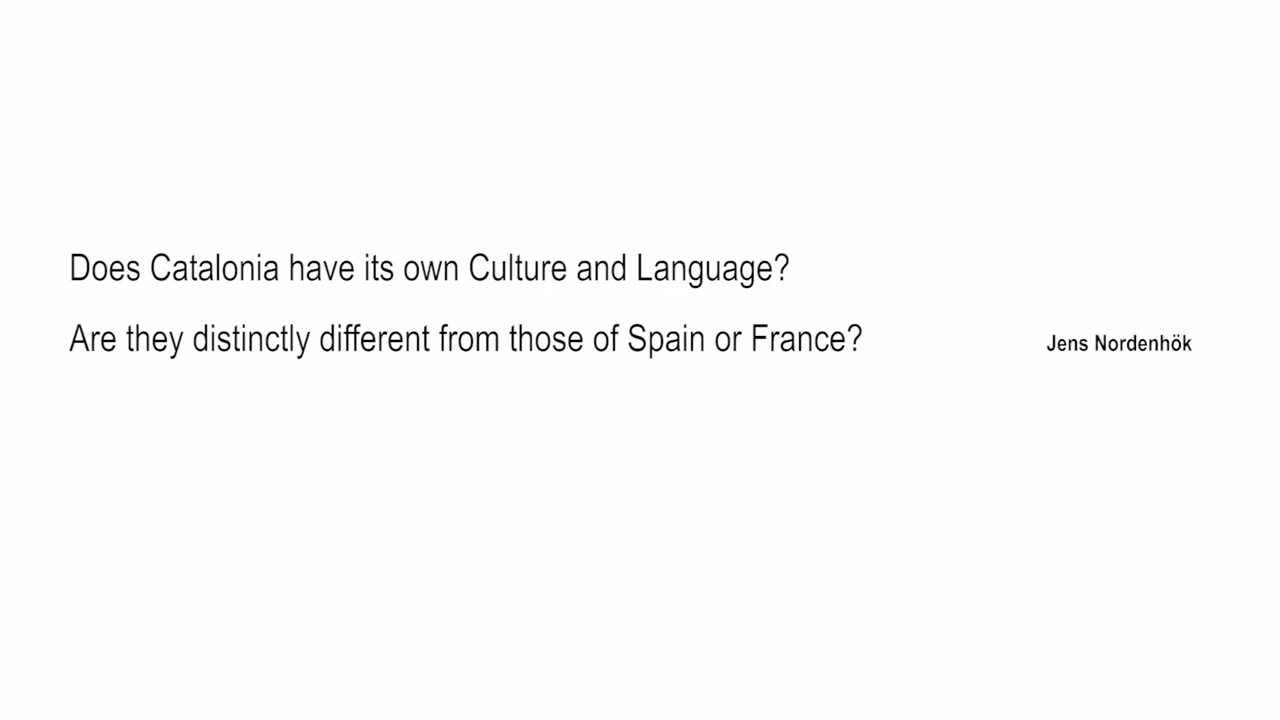 Does Catalonia have its own Culture and Language?
Are they distinctly different from those of Spain or France?
Jens Nordenhök